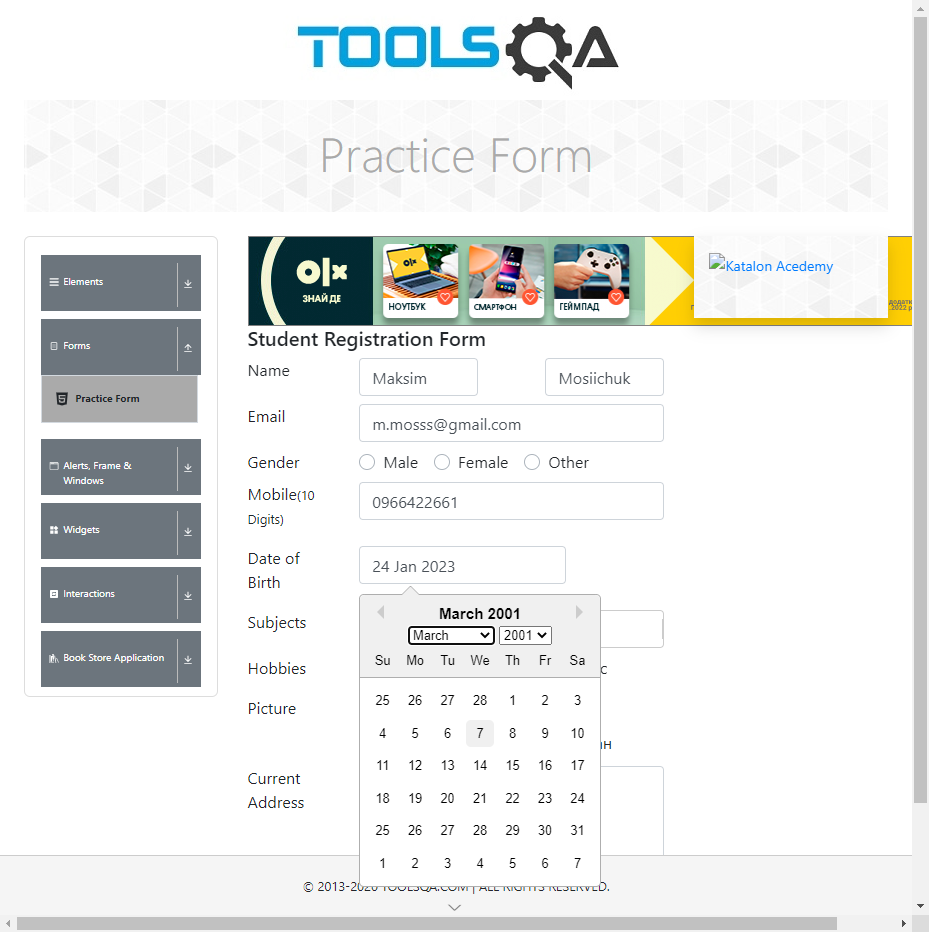 TOOLSQA
Practice Form
Elements
Forms
Practice Form
Alerts, Frame &
Windows
Widgets
Interactions
Book Store Application
olx
ЗНАЙ ДЕ
НОУТБУК
СМАРТФОН
ГЕЙМПАД
Katalon Acedemy
Student Registration Form
Name
Maksim
Mosiichuk
Email
m.mosss@gmail.com
Gender
Male
Female
Other
Mobile(10
Digits)
0966422661
Date of
Birth
24 Jan 2023
March 2001
March
2001
Su Mo Tu We Th Fr Sa
25 26 27 28 1 2 3
4 5 6 7 8 9 10
11 12 13 14 15 16 17
18 19 20 21 22 23 24
25 26 27 28 29 30 31
1 2 3 4 5 6 7
Subjects
Hobbies
Picture
Current
Address
© 2013-2020 TOOLSQA.COM | ALL RIGHTS RESERVED.